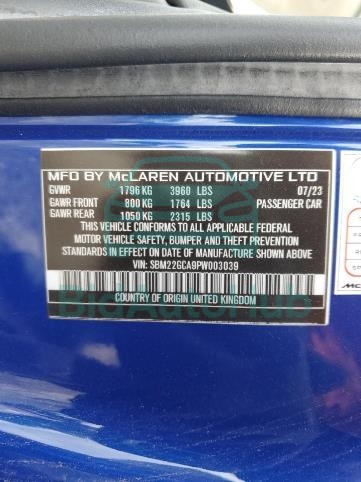 MFD BY McLAREN AUTOMOTIVE LTD
GVWR 1796 KG 3960 LBS 07/23
GAWR FRONT 800 KG 1764 LBS PASSENGER CAR
GAWR REAR 1050 KG 2315 LBS
THIS VEHICLE CONFORMS TO ALL APPLICABLE FEDERAL
MOTOR VEHICLE SAFETY, BUMPER AND THEFT PREVENTION
STANDARDS IN EFFECT ON DATE OF MANUFACTURE SHOWN ABOVE
VIN: SBM22GCA9PW003039
COUNTRY OF ORIGIN UNITED KINGDOM
BidAutoHub